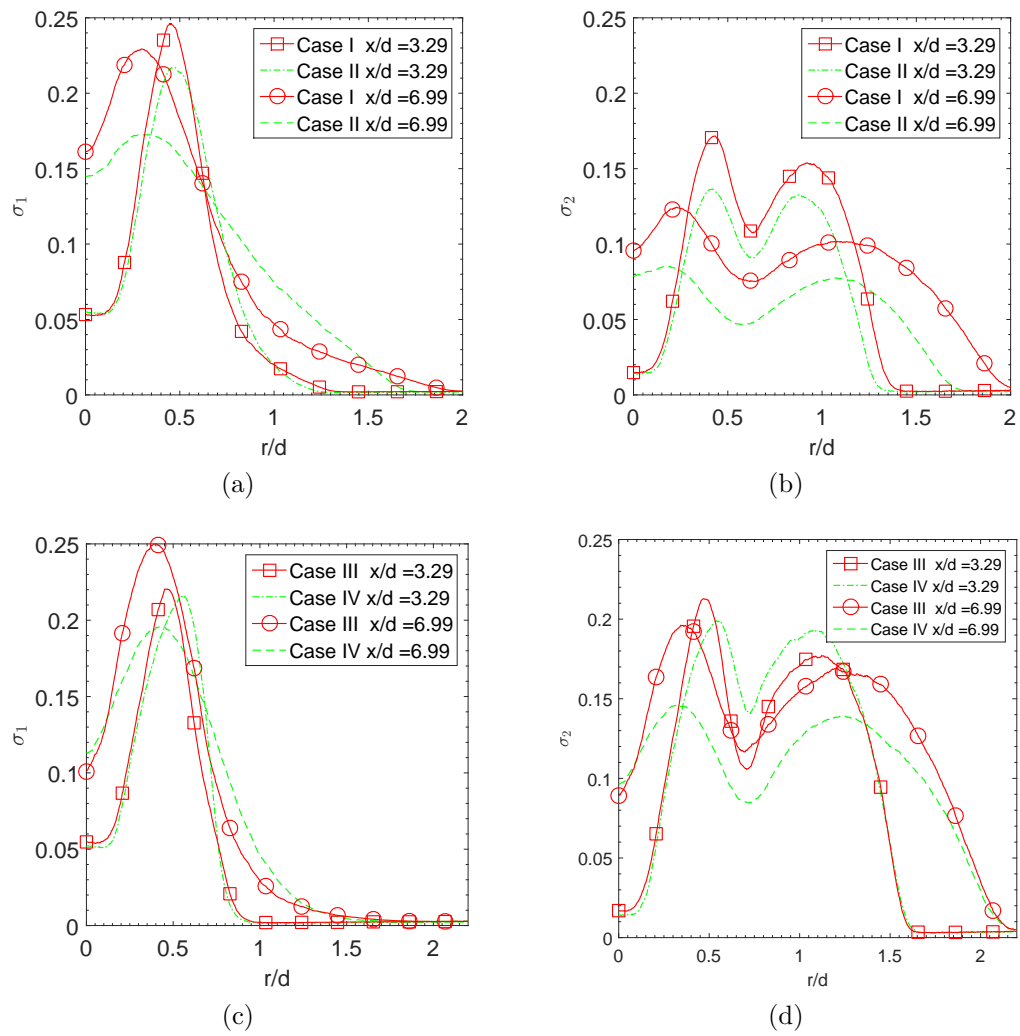 0.25
0.2
0.15
0.1
0.05
0
σ1
0 0.5 1 1.5 2
r/d
Case I x/d =3.29
Case II x/d =3.29
Case I x/d =6.99
Case II x/d =6.99
(a)
0.25
0.2
0.15
0.1
0.05
0
σ2
0 0.5 1 1.5 2
r/d
Case I x/d =3.29
Case II x/d =3.29
Case I x/d =6.99
Case II x/d =6.99
(b)
0.25
0.2
0.15
0.1
0.05
0
σ1
0 0.5 1 1.5 2
r/d
Case III x/d =3.29
Case IV x/d =3.29
Case III x/d =6.99
Case IV x/d =6.99
(c)
0.25
0.2
0.15
0.1
0.05
0
σ2
0 0.5 1 1.5 2
r/d
Case III x/d =3.29
Case IV x/d =3.29
Case III x/d =6.99
Case IV x/d =6.99
(d)